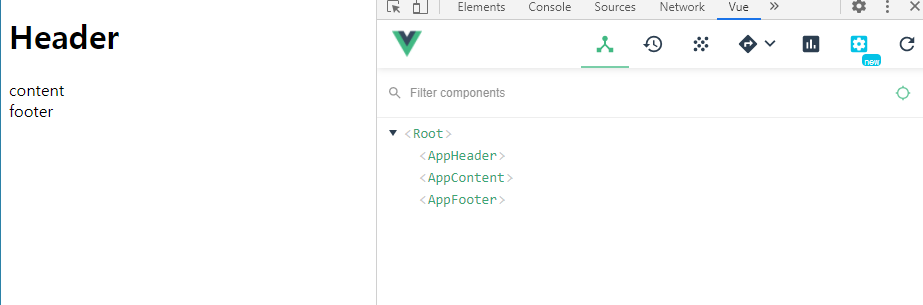 Header
content
footer
Elements Console Sources Network Vue »
new
Filter components
<Root>
<AppHeader>
<AppContent>
<AppFooter>